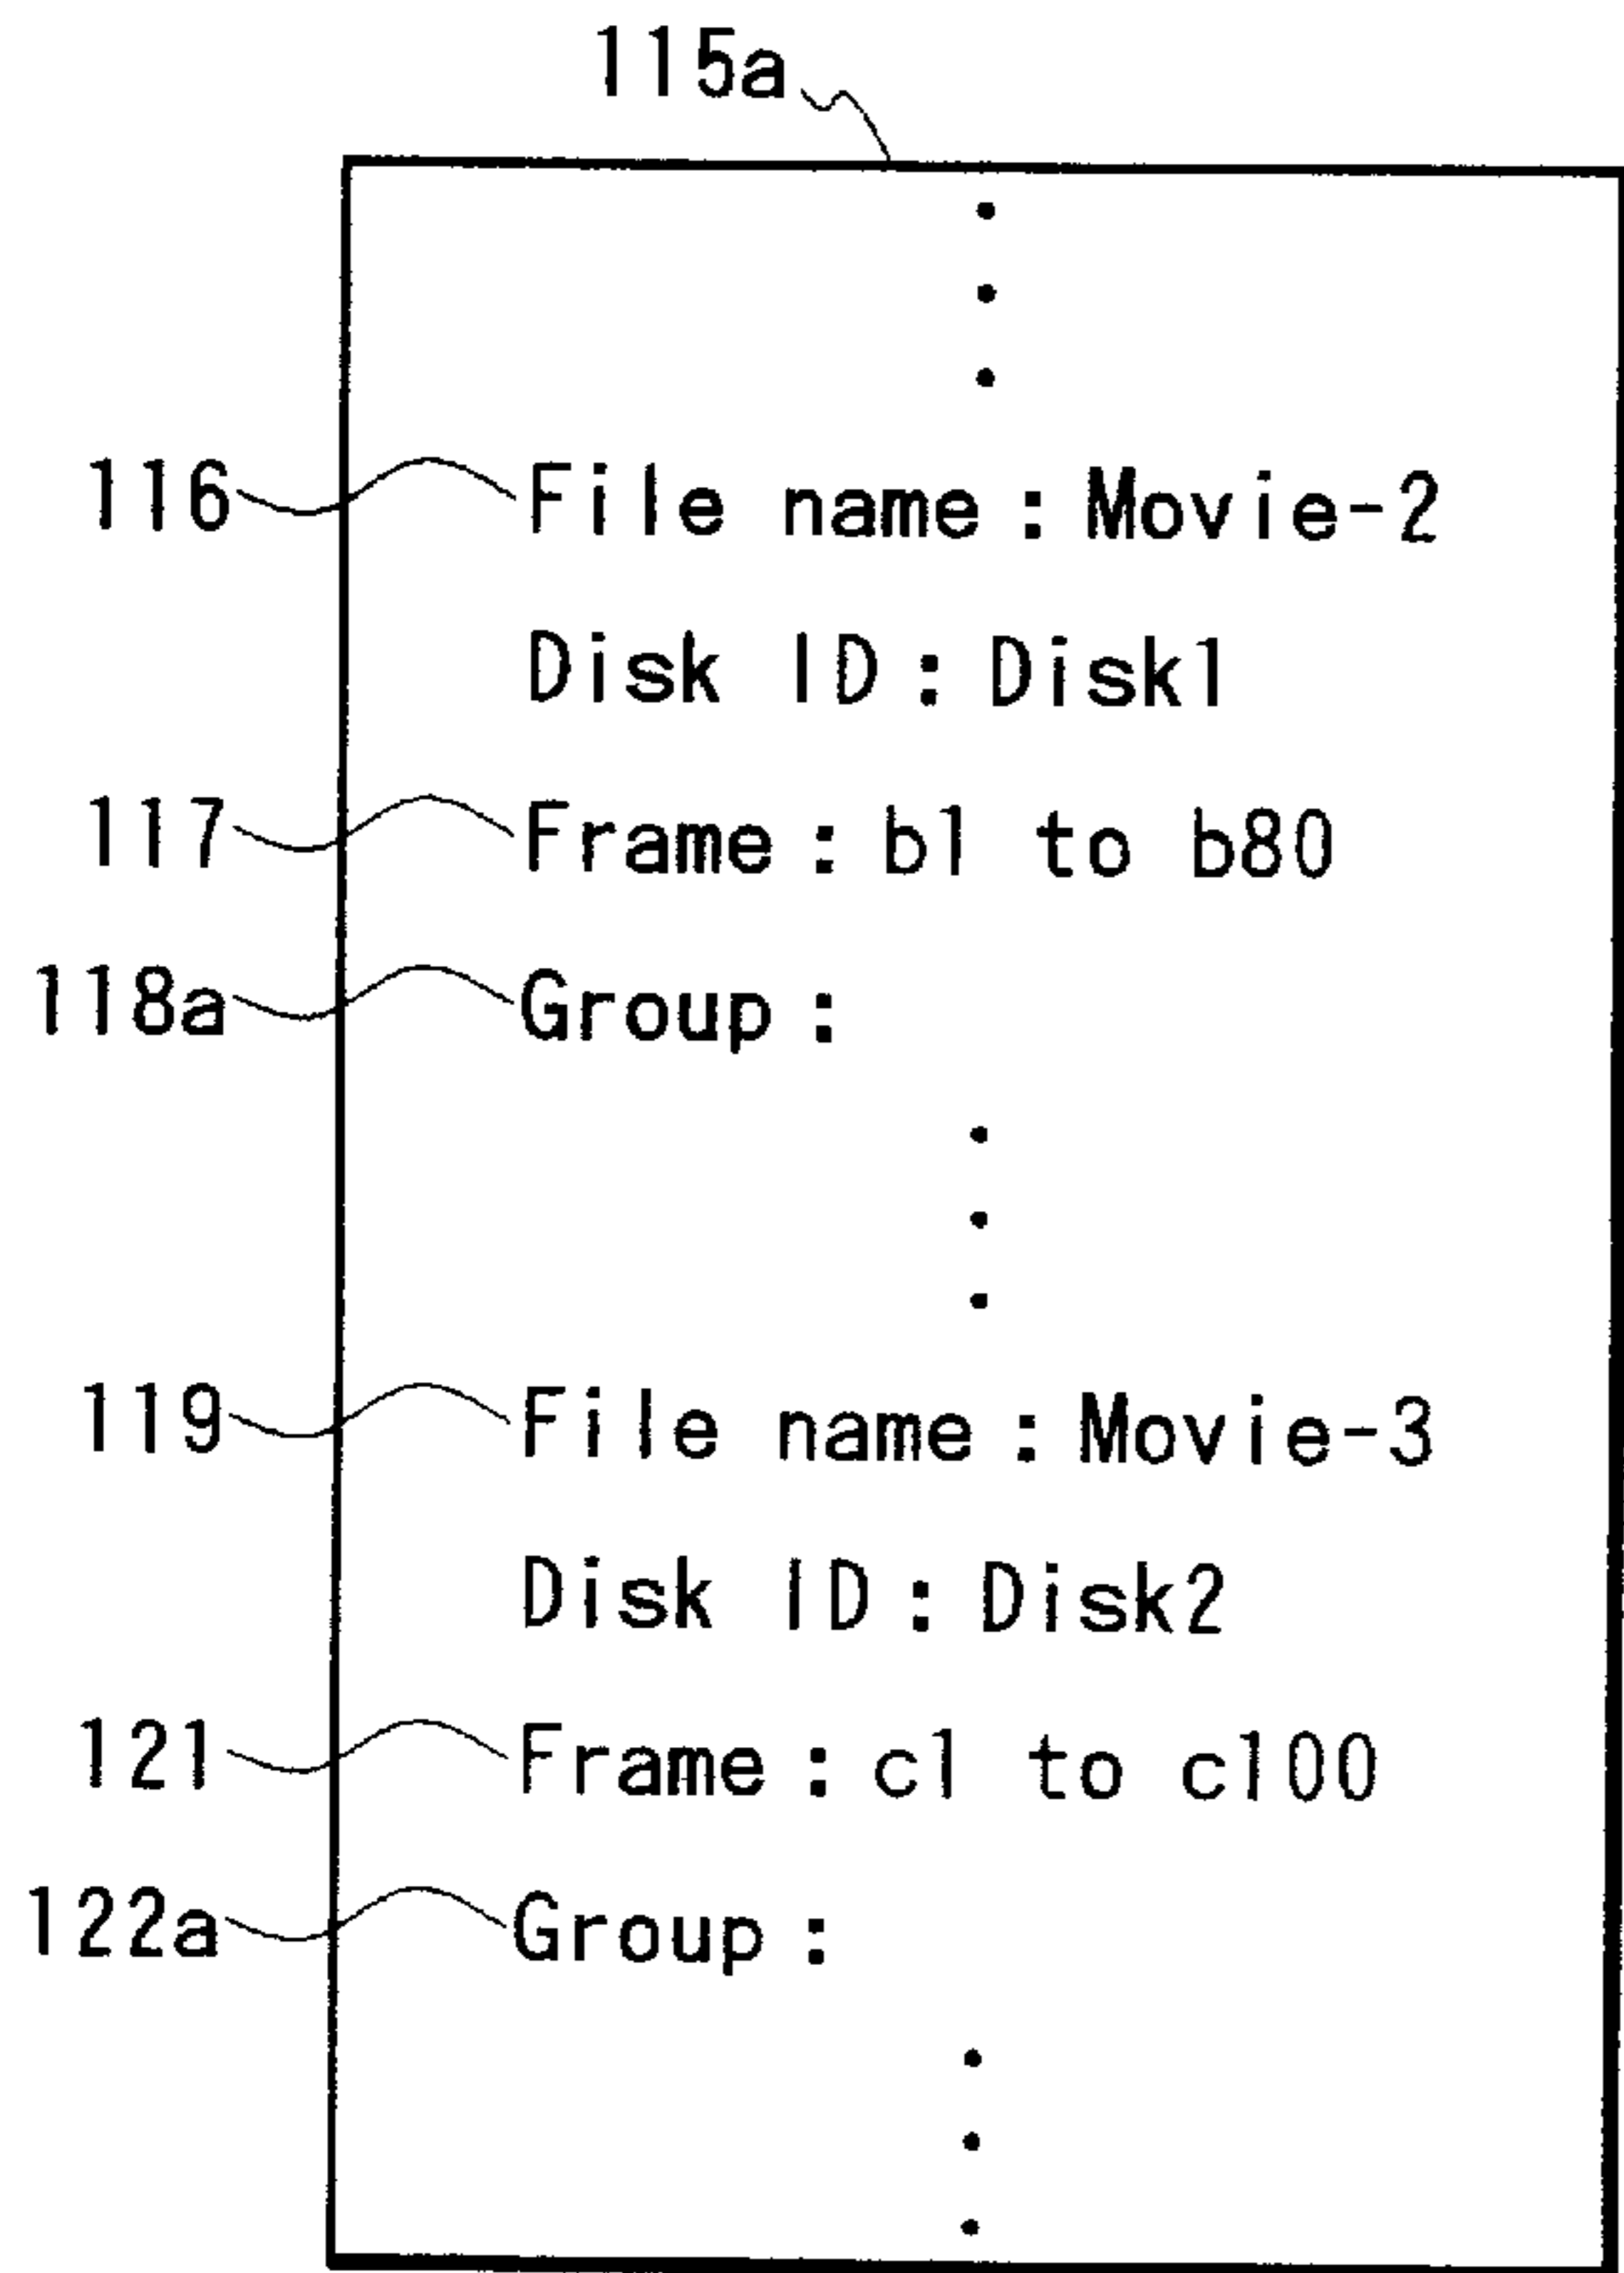 115a
116 File name : Movie-2
Disk ID : Disk1
117 Frame : b1 to b80
118a Group :
119 File name : Movie-3
Disk ID : Disk2
121 Frame : c1 to c100
122a Group :